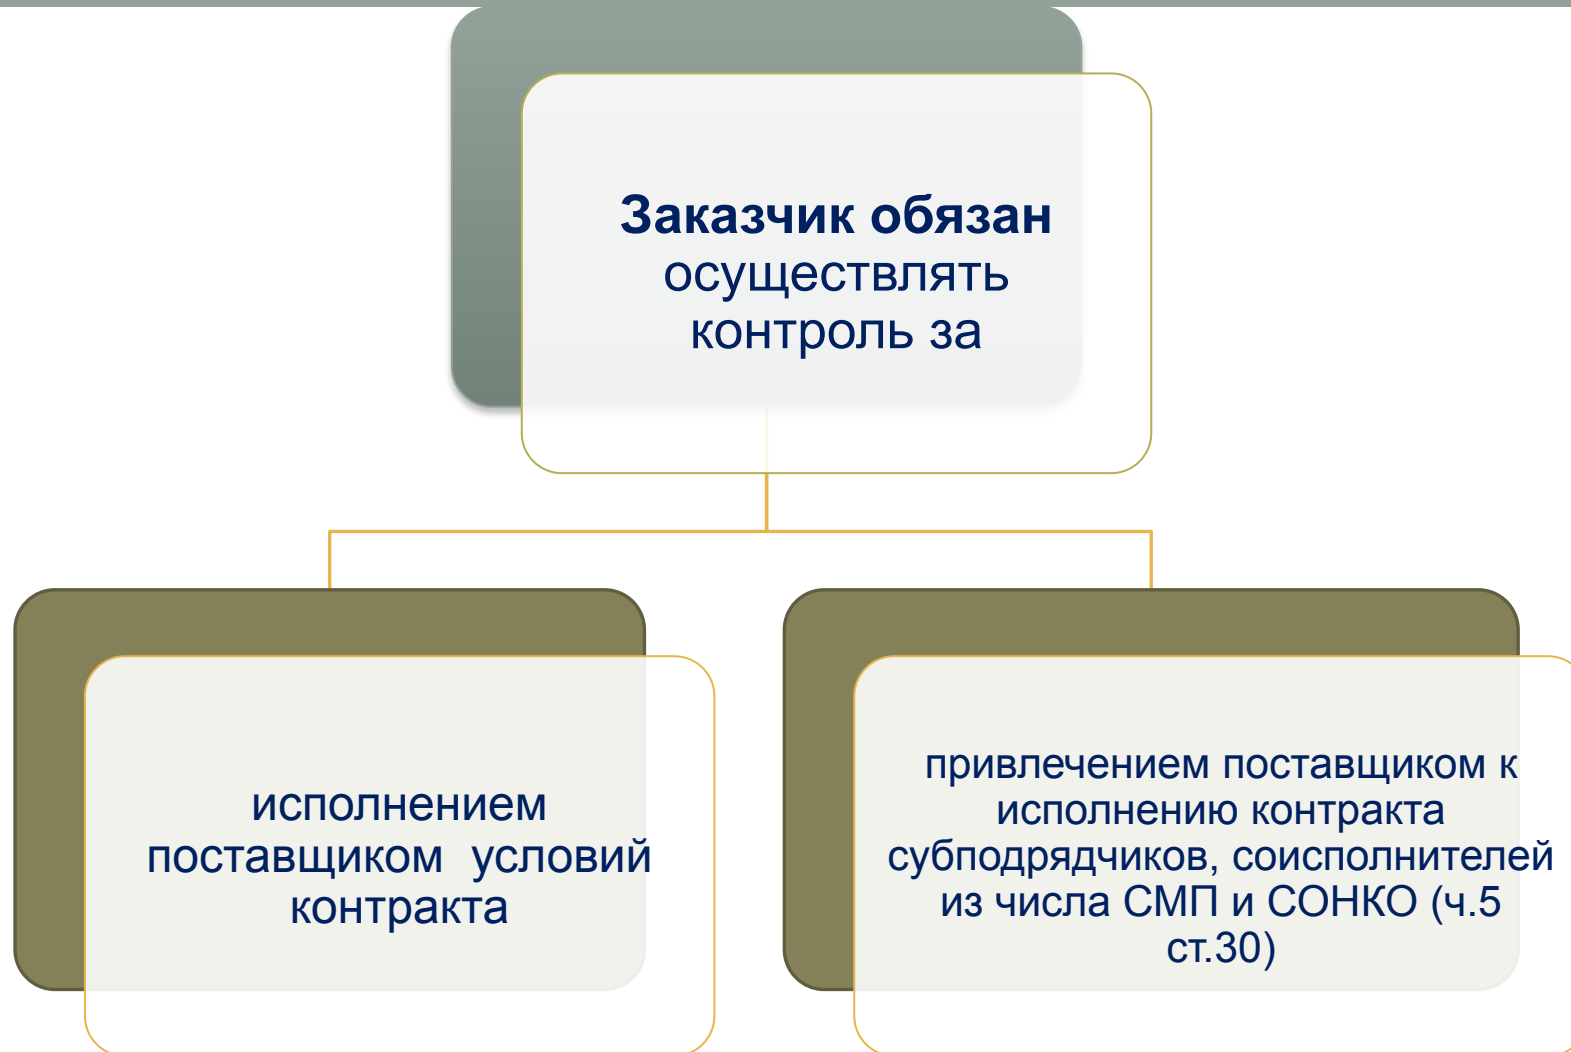 Заказчик обязан
осуществлять
контроль за
исполнением
поставщиком условий
контракта
привлечением поставщиком к
исполнению контракта
субподрядчиков, соисполнителей
из числа СМП и СОНКО (ч.5
ст.30)